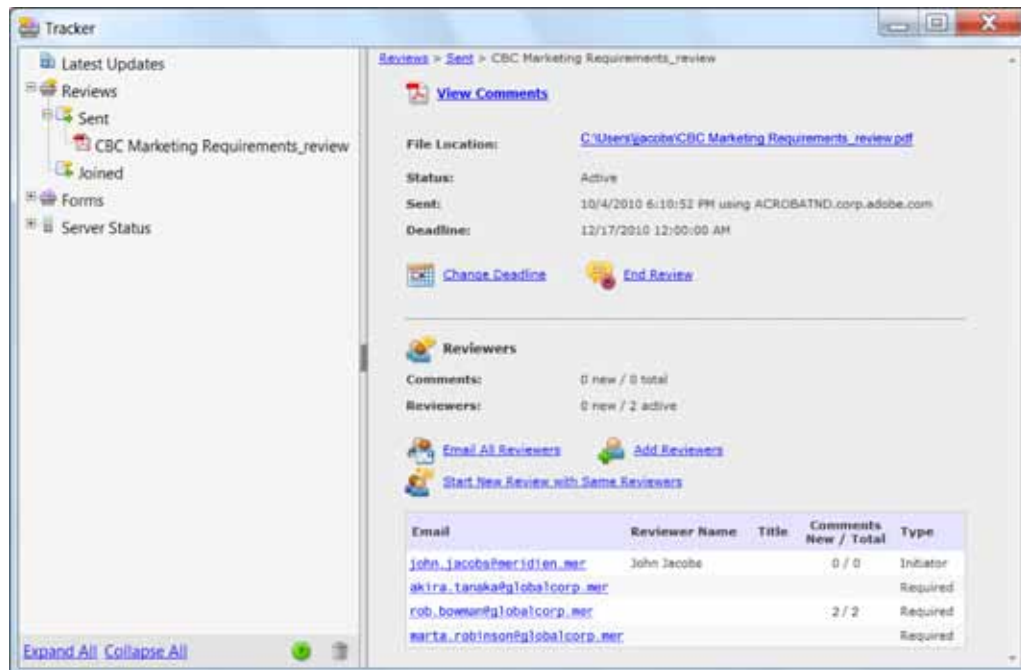 Tracker
Latest Updates
Reviews
Sent
CBC Marketing Requirements_review
Joined
Forms
Server Status
Expand All Collapse All
Reviews > Sent > CBC Marketing Requirements_review
View Comments
File Location: C:\Users\jjacobs\CBC Marketing Requirements_review.pdf
Status: Active
Sent: 10/4/2010 6:10:52 PM using ACROBATND.corp.adobe.com
Deadline: 12/17/2010 12:00:00 AM
Change Deadline End Review
Reviewers
Comments: 0 new / 0 total
Reviewers: 0 new / 2 active
Email All Reviewers Add Reviewers
Start New Review with Same Reviewers
Email Reviewer Name Title Comments New / Total Type
john.jacobs@meridien.mer John Jacobs 0 / 0 Initiator
akira.tanaka@globalcorp.mer Required
rob.bowman@globalcorp.mer 2 / 2 Required
marta.robinson@globalcorp.mer Required